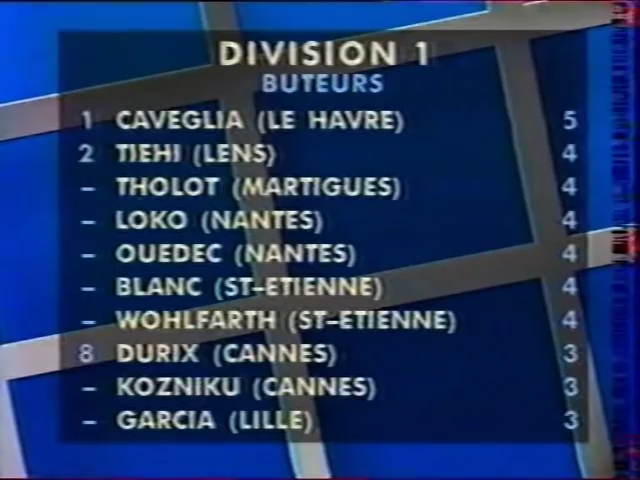 DIVISION 1
BUTEURS
1 CAVEGLIA (LE HAVRE) 5
2 TIEHI (LENS) 4
– THOLOT (MARTIGUES) 4
– LOKO (NANTES) 4
– OUEDEC (NANTES) 4
– BLANC (ST-ETIENNE) 4
– WOHLFARTH (ST-ETIENNE) 4
8 DURIX (CANNES) 3
– KOZNIKU (CANNES) 3
– GARCIA (LILLE) 3